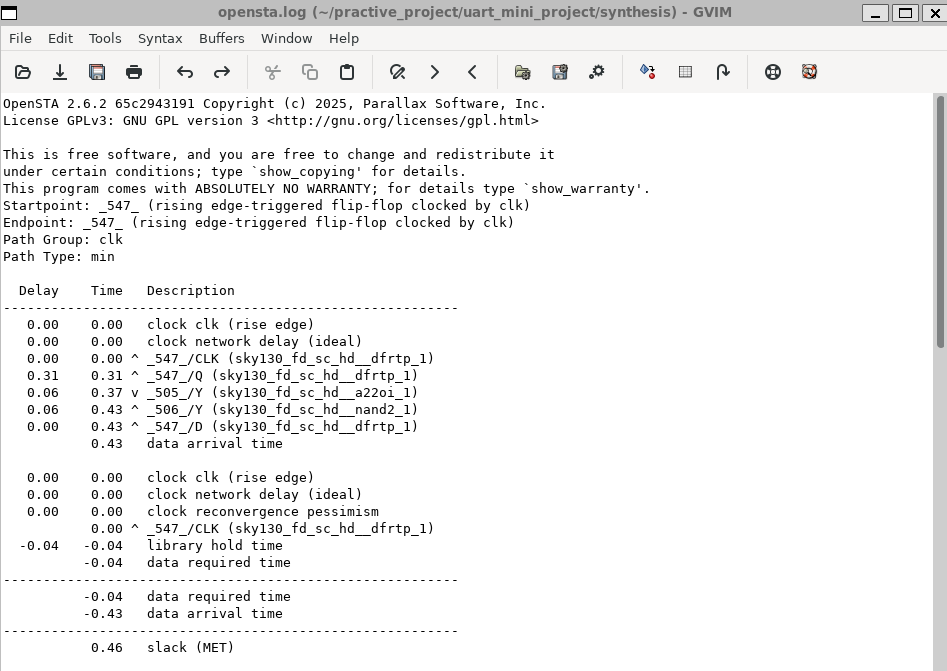 opensta.log (~/practive_project/uart_mini_project/synthesis) - GVIM
File Edit Tools Syntax Buffers Window Help
OpenSTA 2.6.2 65c2943191 Copyright (c) 2025, Parallax Software, Inc.
License GPLv3: GNU GPL version 3 <http://gnu.org/licenses/gpl.html>

This is free software, and you are free to change and redistribute it
under certain conditions; type `show_copying' for details.
This program comes with ABSOLUTELY NO WARRANTY; for details type `show_warranty'.
Startpoint: _547_ (rising edge-triggered flip-flop clocked by clk)
Endpoint: _547_ (rising edge-triggered flip-flop clocked by clk)
Path Group: clk
Path Type: min

  Delay    Time   Description
---------------------------------------------------------
   0.00    0.00   clock clk (rise edge)
   0.00    0.00   clock network delay (ideal)
   0.00    0.00 ^ _547_/CLK (sky130_fd_sc_hd__dfrtp_1)
   0.31    0.31 ^ _547_/Q (sky130_fd_sc_hd__dfrtp_1)
   0.06    0.37 v _505_/Y (sky130_fd_sc_hd__a22oi_1)
   0.06    0.43 ^ _506_/Y (sky130_fd_sc_hd__nand2_1)
   0.00    0.43 ^ _547_/D (sky130_fd_sc_hd__dfrtp_1)
           0.43   data arrival time

   0.00    0.00   clock clk (rise edge)
   0.00    0.00   clock network delay (ideal)
   0.00    0.00   clock reconvergence pessimism
           0.00 ^ _547_/CLK (sky130_fd_sc_hd__dfrtp_1)
  -0.04   -0.04   library hold time
          -0.04   data required time
---------------------------------------------------------
          -0.04   data required time
          -0.43   data arrival time
---------------------------------------------------------
           0.46   slack (MET)